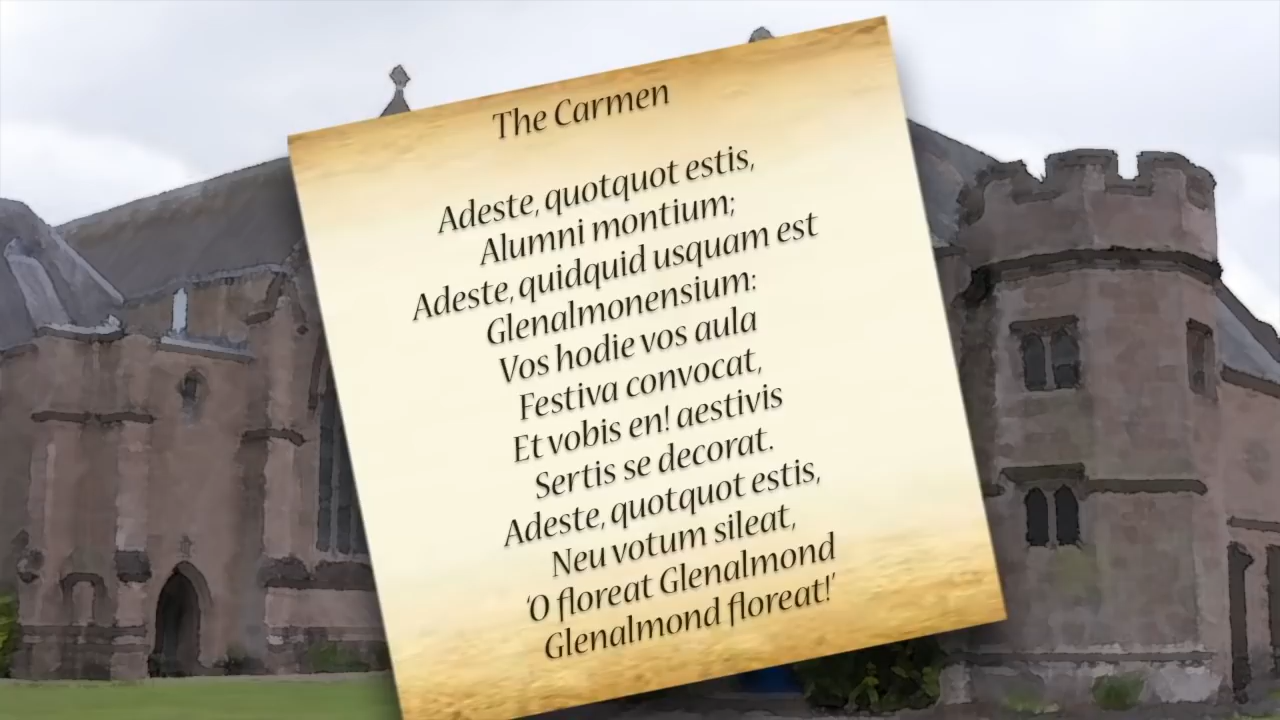 The Carmen
Adeste, quotquot estis,
Alumni montium;
Adeste, quidquid usquam est
Glenalmonensium:
Vos hodie vos aula
Festiva convocat,
Et vobis en! aestivis
Sertis se decorat.
Adeste, quotquot estis,
Neu votum sileat,
‘O floreat Glenalmond
Glenalmond floreat!’